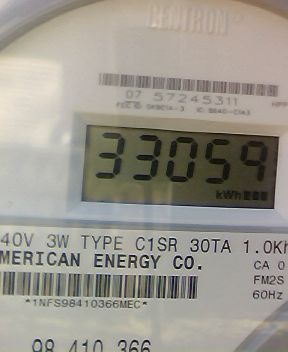 CENTRON
07 57245311
33059
kWh
40V 3W TYPE C1SR 30TA 1.0Kh
MERICAN ENERGY CO.
CA 0
FM2S
60Hz
*1NFS98410366MEC*
98 410 366